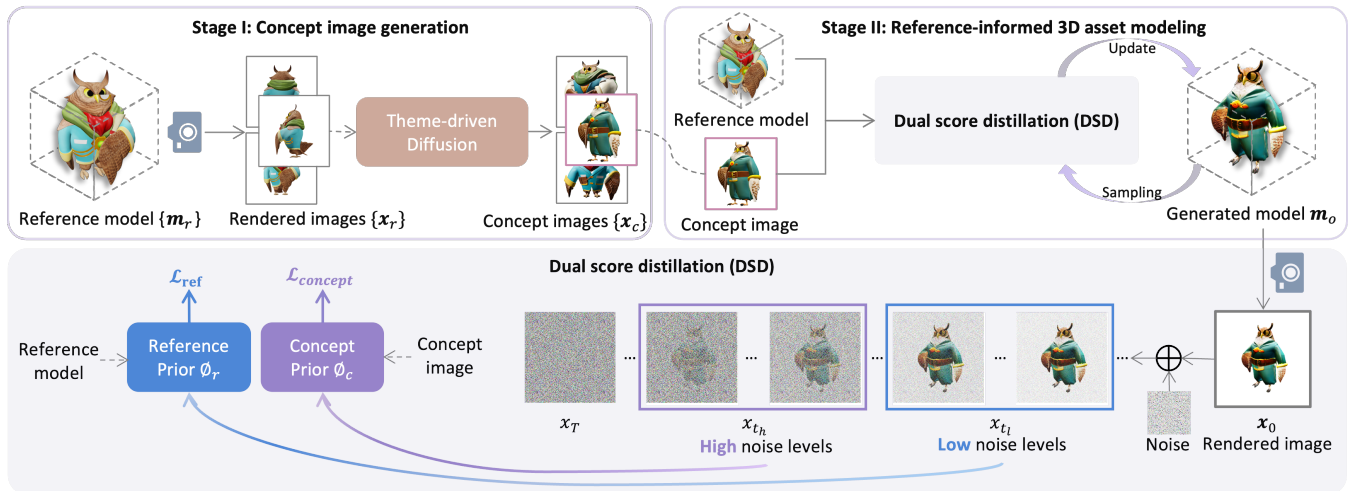 Stage I: Concept image generation
Theme-driven
Diffusion
Reference model {m_r}
Rendered images {x_r}
Concept images {x_c}
Stage II: Reference-informed 3D asset modeling
Reference model
Concept image
Dual score distillation (DSD)
Update
Sampling
Generated model m_o
Dual score distillation (DSD)
ℒ_ref
ℒ_concept
Reference
model
Reference
Prior ∅_r
Concept
Prior ∅_c
Concept
image
...
...
...
...
...
x_T
x_{t_h}
High noise levels
x_{t_l}
Low noise levels
Noise
x_0
Rendered image